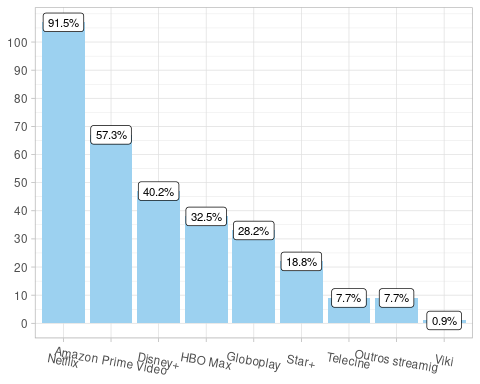 91.5%
57.3%
40.2%
32.5%
28.2%
18.8%
7.7%
7.7%
0.9%
100
90
80
70
60
50
40
30
20
10
0
Netflix
Amazon Prime Video
Disney+
HBO Max
Globoplay
Star+
Telecine
Outros streamig
Viki